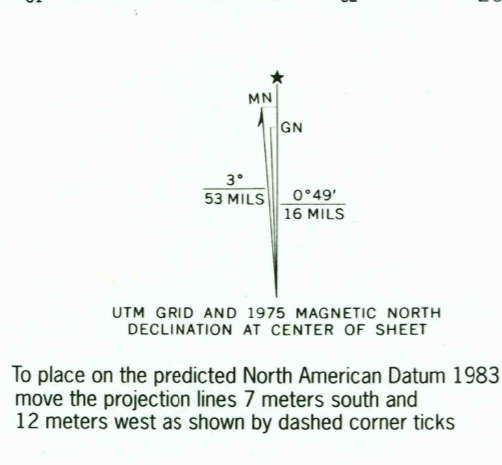 MN
GN
3°
53 MILS
0°49′
16 MILS
UTM GRID AND 1975 MAGNETIC NORTH
DECLINATION AT CENTER OF SHEET
To place on the predicted North American Datum 1983
move the projection lines 7 meters south and
12 meters west as shown by dashed corner ticks